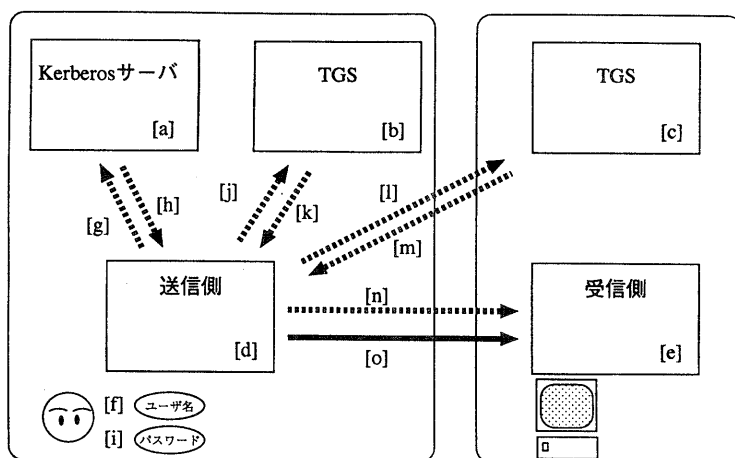 Kerberosサーバ
[a]
TGS
[b]
TGS
[c]
[g]
[h]
[j]
[k]
[l]
[m]
送信側
[d]
[n]
[o]
受信側
[e]
[f] ユーザ名
[i] パスワード